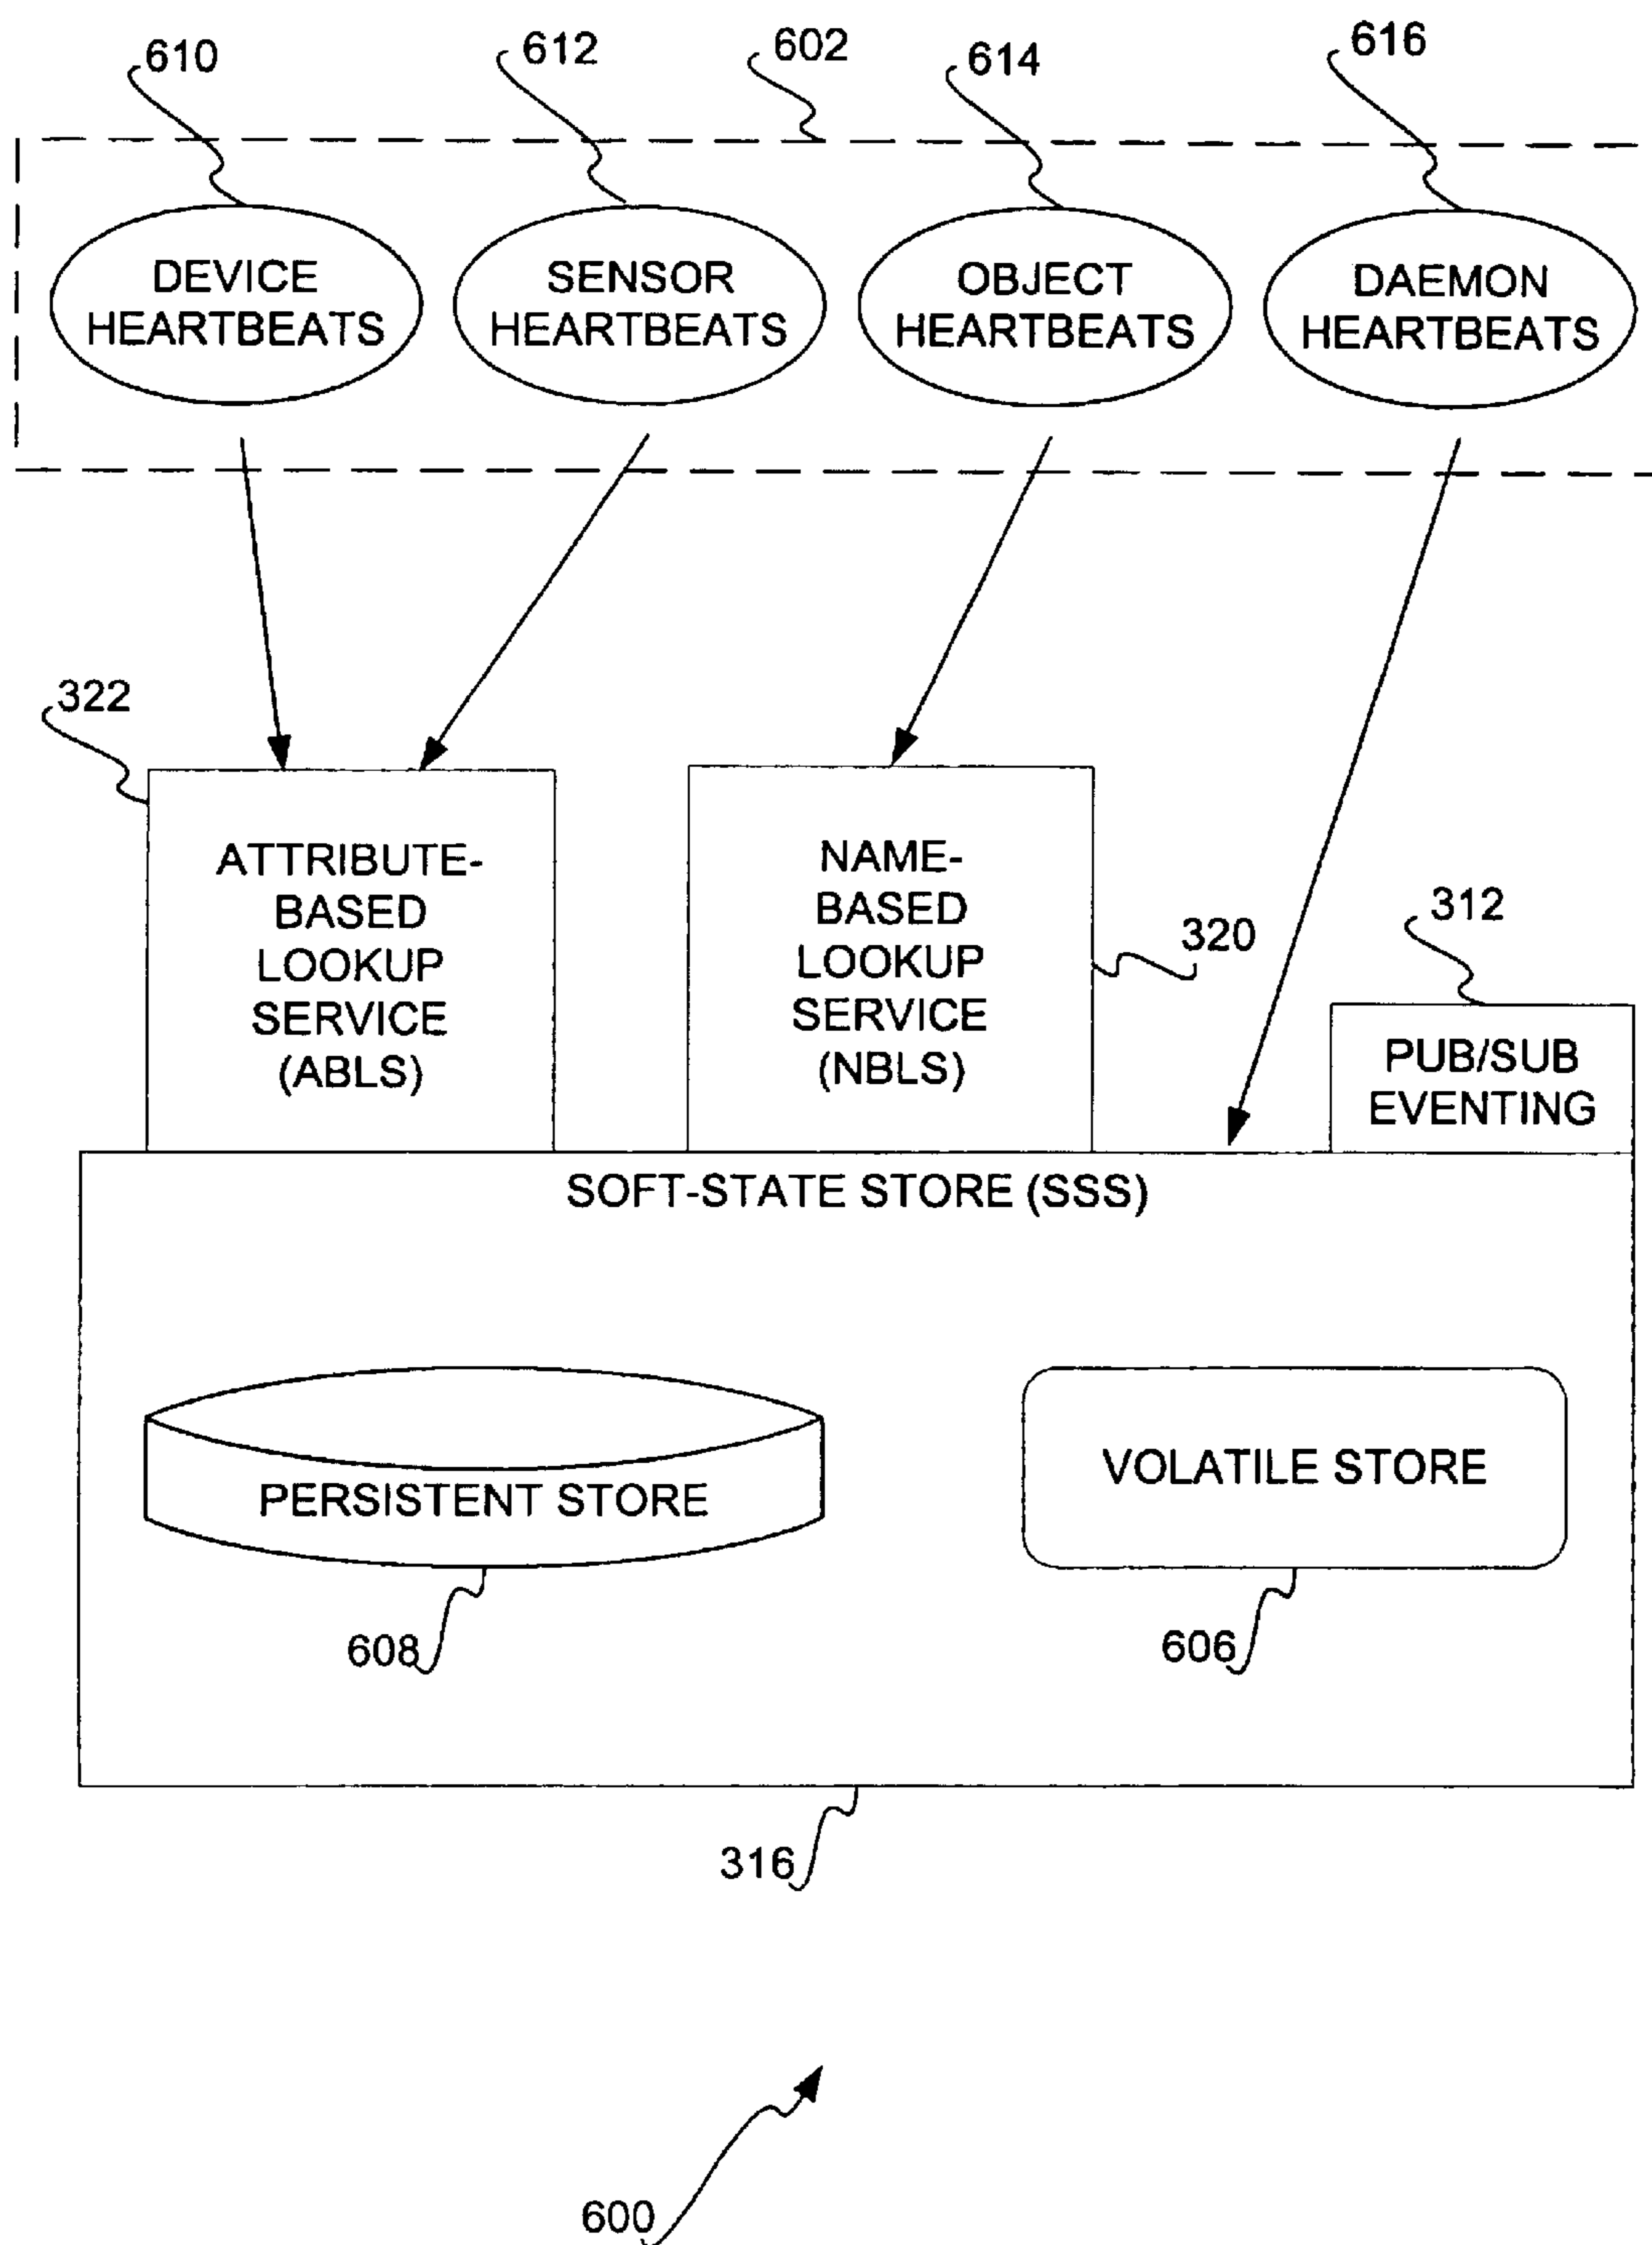 610
612
602
614
616
DEVICE
HEARTBEATS
SENSOR
HEARTBEATS
OBJECT
HEARTBEATS
DAEMON
HEARTBEATS
322
ATTRIBUTE-
BASED
LOOKUP
SERVICE
(ABLS)
NAME-
BASED
LOOKUP
SERVICE
(NBLS)
320
312
PUB/SUB
EVENTING
SOFT-STATE STORE (SSS)
PERSISTENT STORE
VOLATILE STORE
608
606
316
600